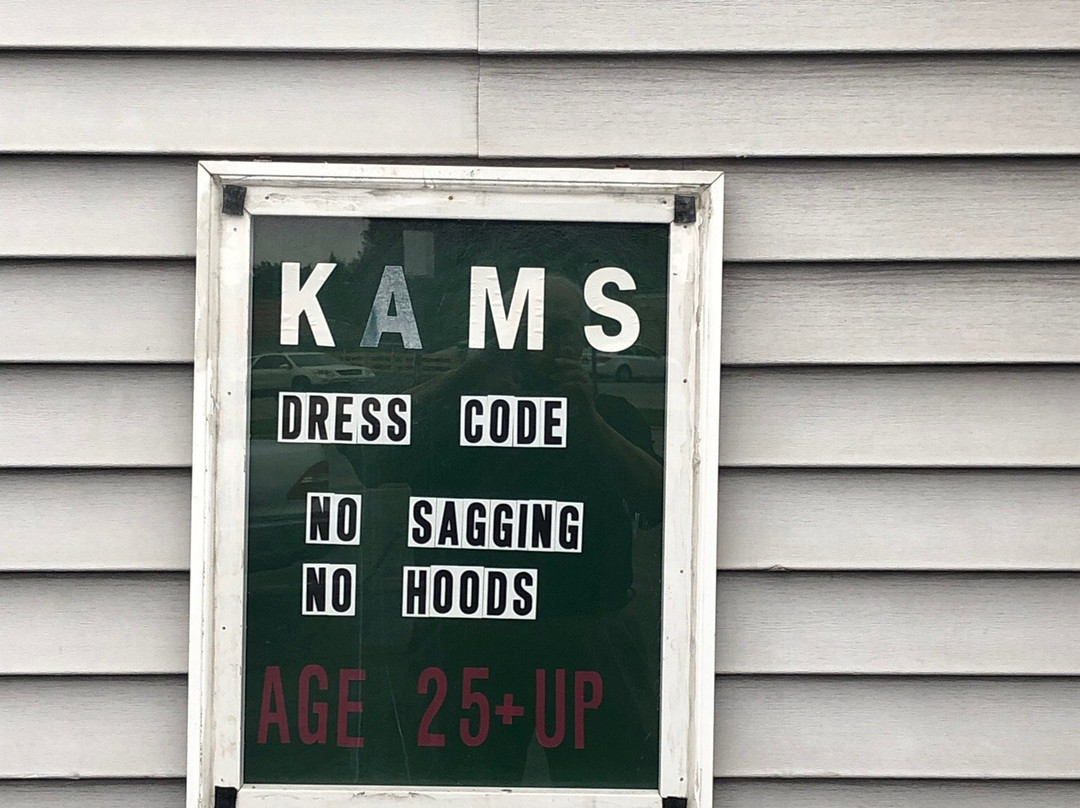 KAMS
DRESS CODE
NO SAGGING
NO HOODS
AGE 25+UP